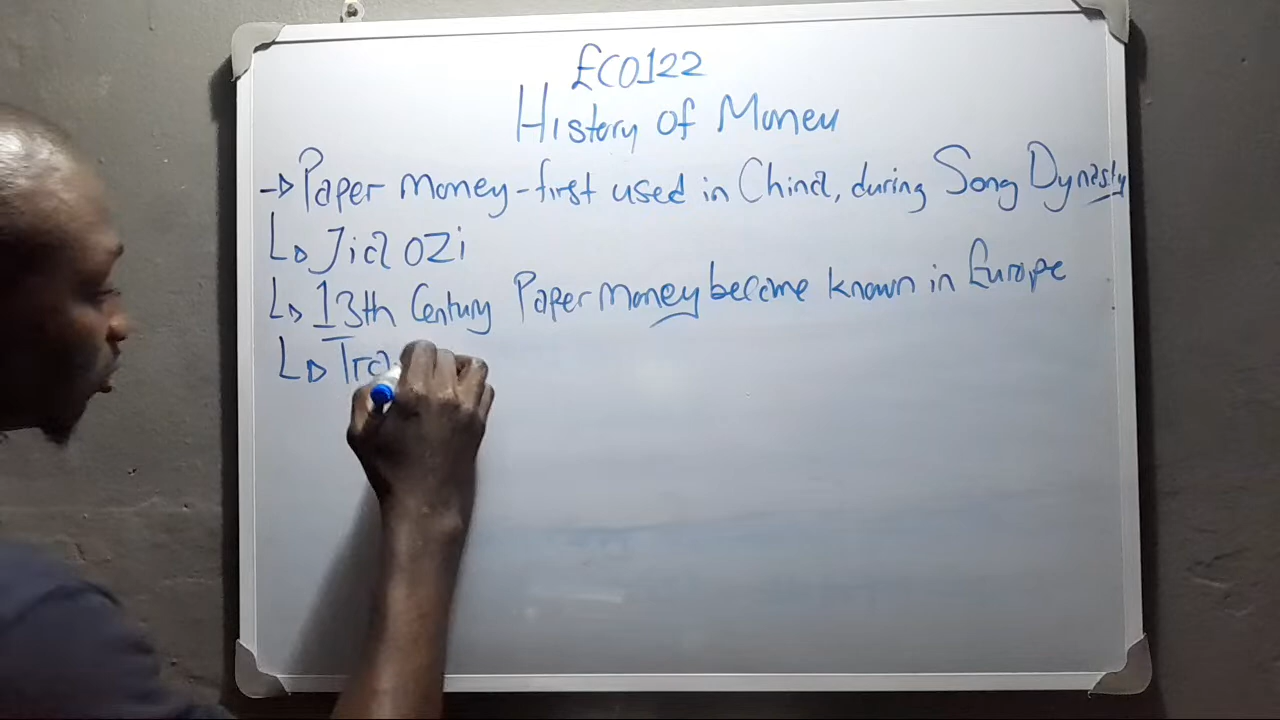 ECO122
History of Money
→ Paper money - first used in China, during Song Dynasty
↳ Jiaozi
↳ 13th Century Paper money become known in Europe
↳ Tra